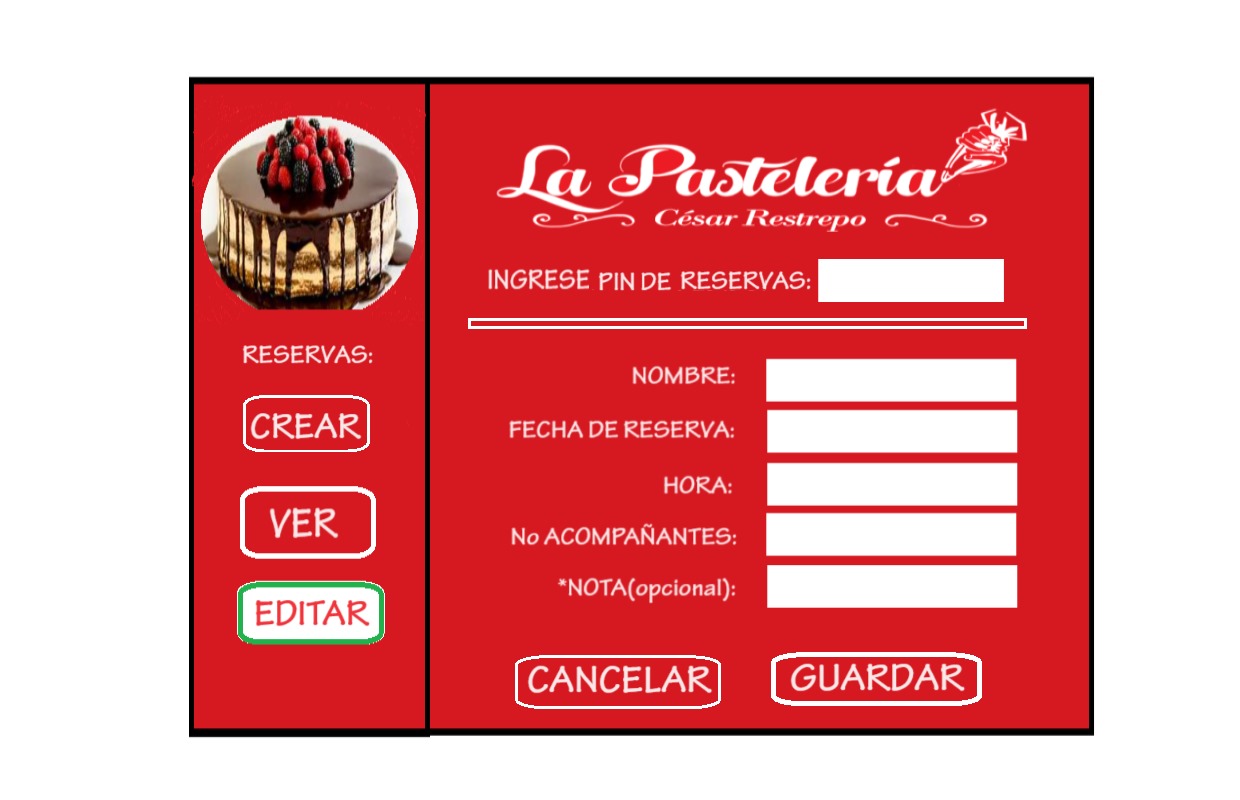 RESERVAS:
CREAR
VER
EDITAR
La Pastelería
César Restrepo
INGRESE PIN DE RESERVAS:
NOMBRE:
FECHA DE RESERVA:
HORA:
No ACOMPAÑANTES:
*NOTA(opcional):
CANCELAR GUARDAR